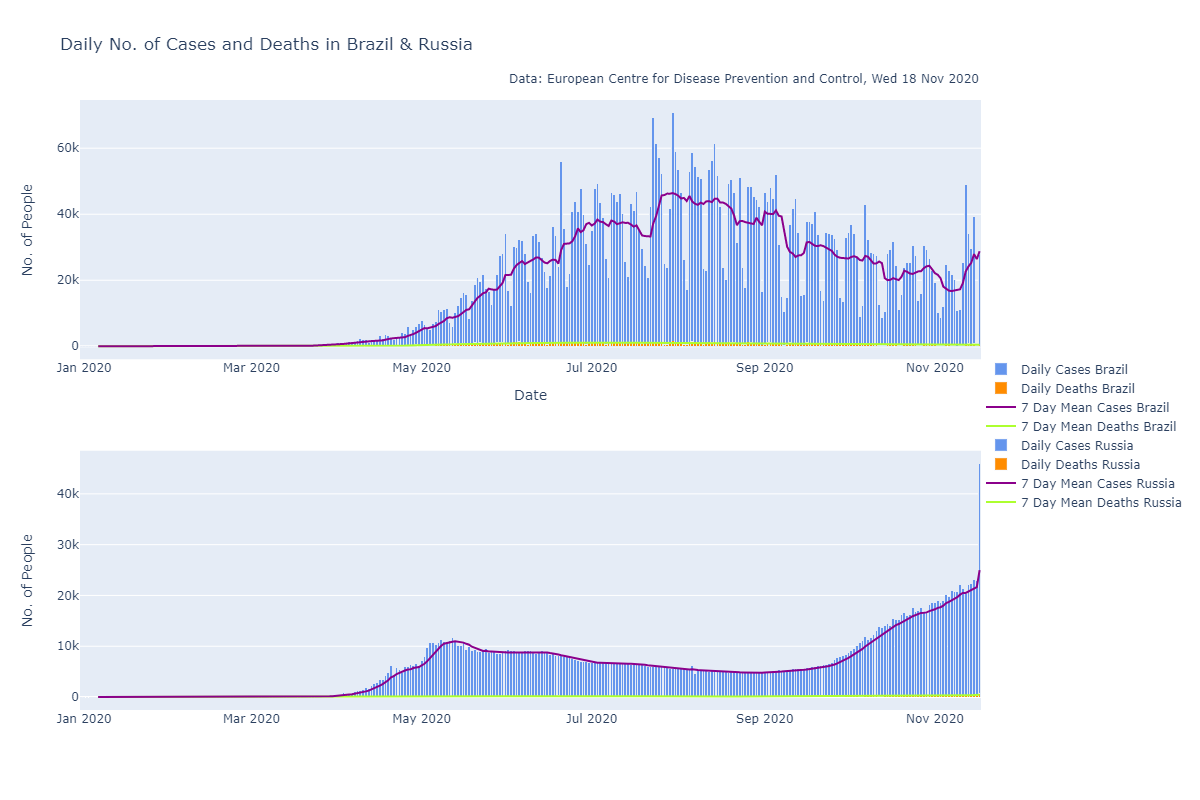 Daily No. of Cases and Deaths in Brazil & Russia
Data: European Centre for Disease Prevention and Control, Wed 18 Nov 2020
No. of People
60k
40k
20k
0
Jan 2020 Mar 2020 May 2020 Jul 2020 Sep 2020 Nov 2020
Date
Daily Cases Brazil
Daily Deaths Brazil
7 Day Mean Cases Brazil
7 Day Mean Deaths Brazil
Daily Cases Russia
Daily Deaths Russia
7 Day Mean Cases Russia
7 Day Mean Deaths Russia
No. of People
40k
30k
20k
10k
0
Jan 2020 Mar 2020 May 2020 Jul 2020 Sep 2020 Nov 2020